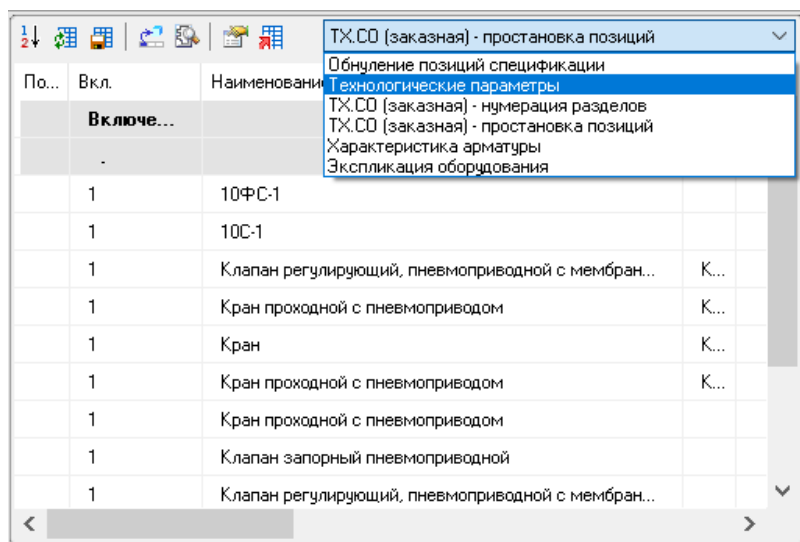 ТХ.СО (заказная) - простановка позиций
Обнуление позиций спецификации
По... Вкл. Наименование Технологические параметры
ТХ.СО (заказная) - нумерация разделов
Включе... ТХ.СО (заказная) - простановка позиций
Характеристика арматуры
. Экспликация оборудования
1 10ФС-1
1 10С-1
1 Клапан регулирующий, пневмоприводной с мембран... К...
1 Кран проходной с пневмоприводом К...
1 Кран К...
1 Кран проходной с пневмоприводом К...
1 Кран проходной с пневмоприводом
1 Клапан запорный пневмоприводной
1 Клапан регулирующий, пневмоприводной с мембран...